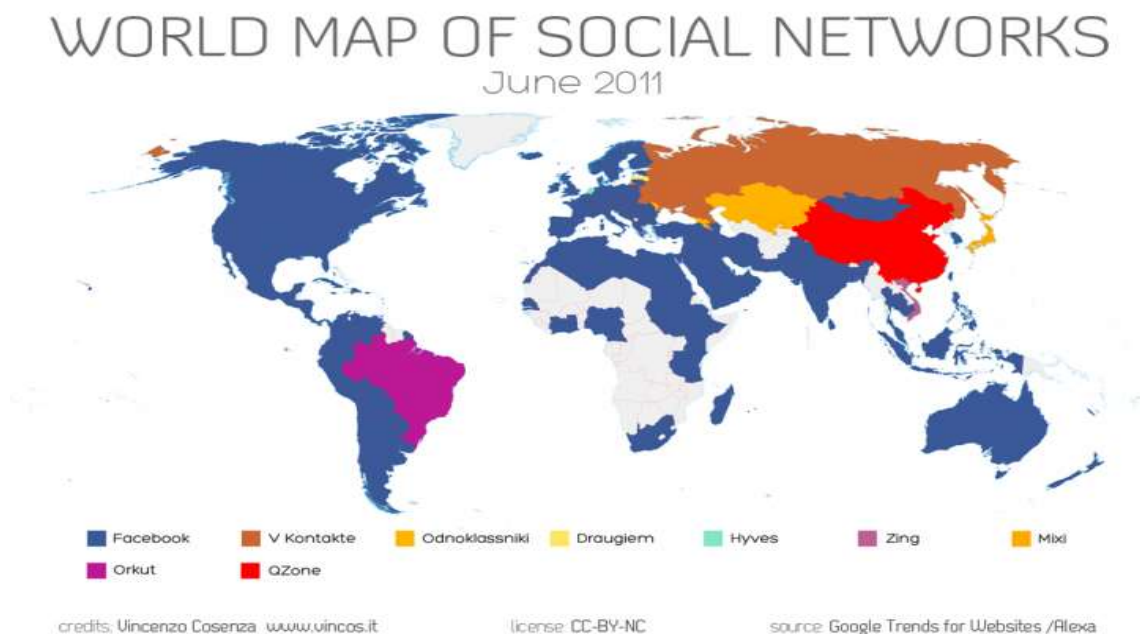 WORLD MAP OF SOCIAL NETWORKS
June 2011
Facebook V Kontakte Odnoklassniki Draugiem Hyves Zing Mixi
Orkut QZone
credits: Vincenzo Cosenza www.vincos.it license: CC-BY-NC source: Google Trends for Websites /Alexa